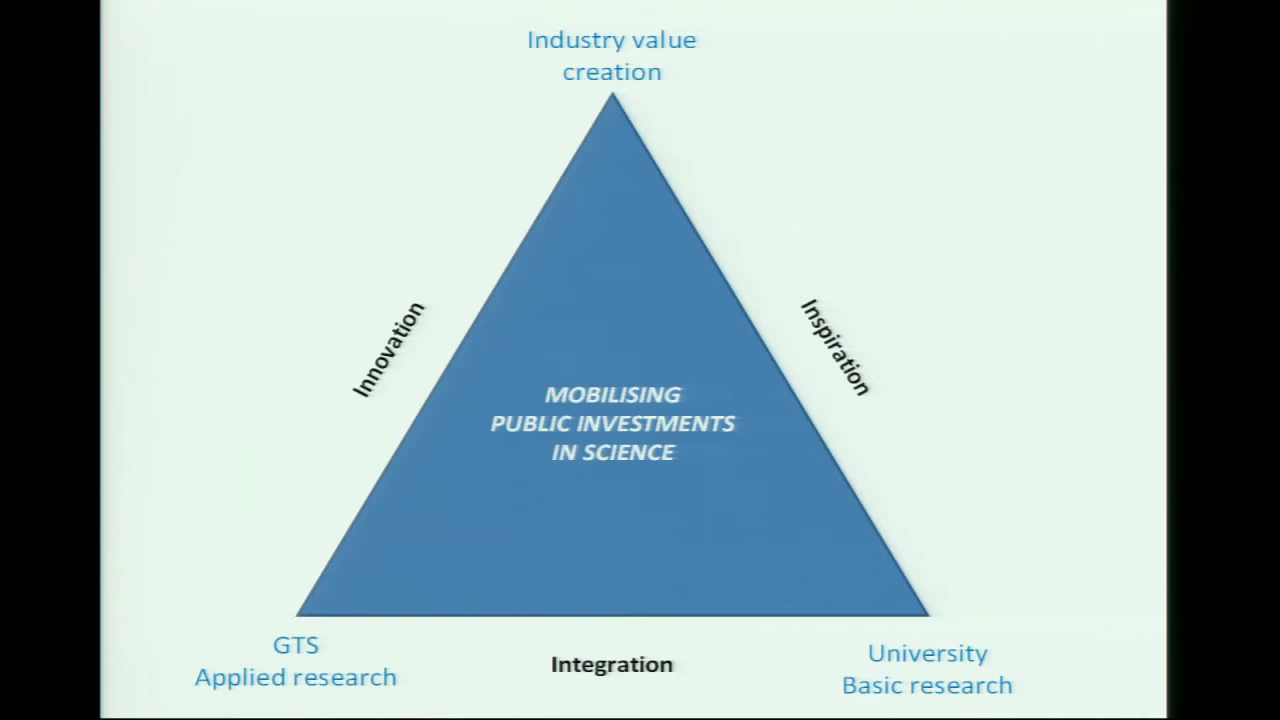 Industry value
creation
Innovation
Inspiration
MOBILISING
PUBLIC INVESTMENTS
IN SCIENCE
GTS
Applied research
Integration
University
Basic research